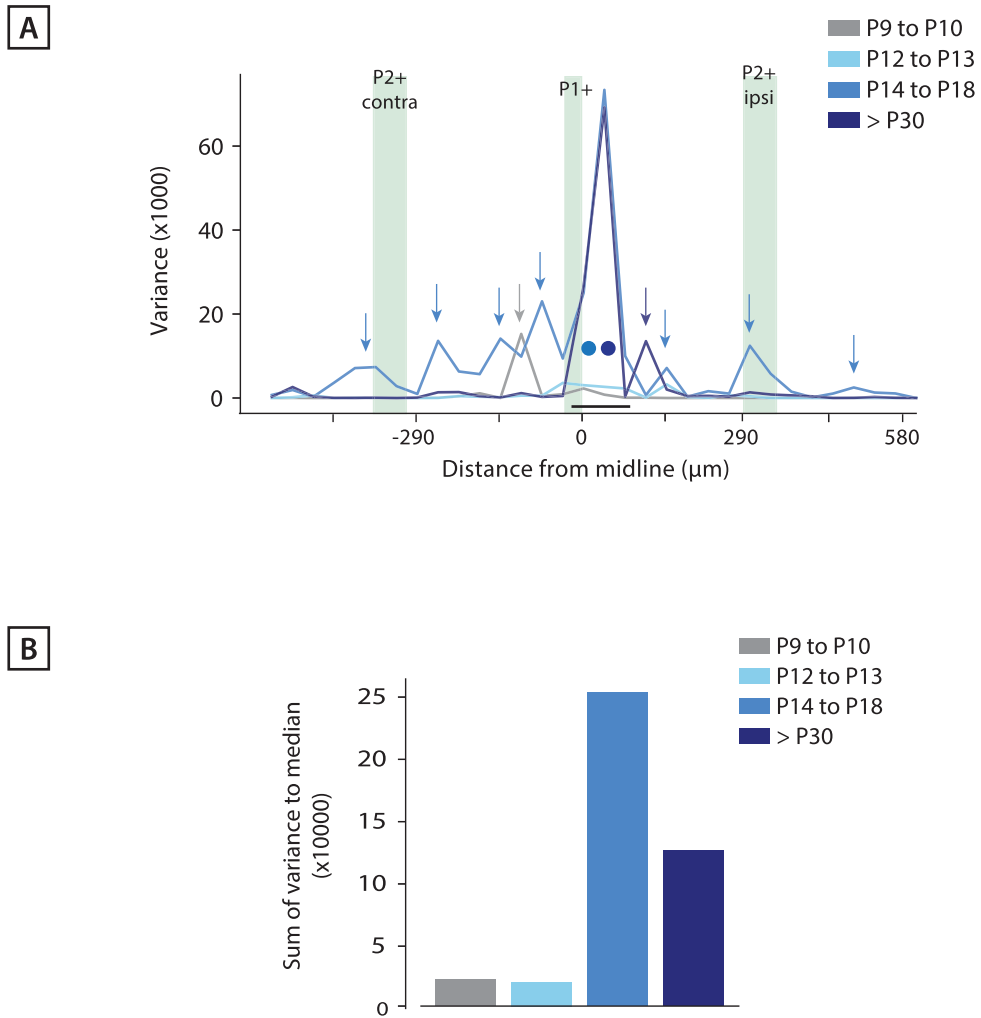 A
P9 to P10
P12 to P13
P14 to P18
> P30
P2+
contra
P1+
P2+
ipsi
Variance (x1000)
60
40
20
0
-290
0
290
580
Distance from midline (µm)
B
P9 to P10
P12 to P13
P14 to P18
> P30
Sum of variance to median
(x10000)
25
20
15
10
5
0